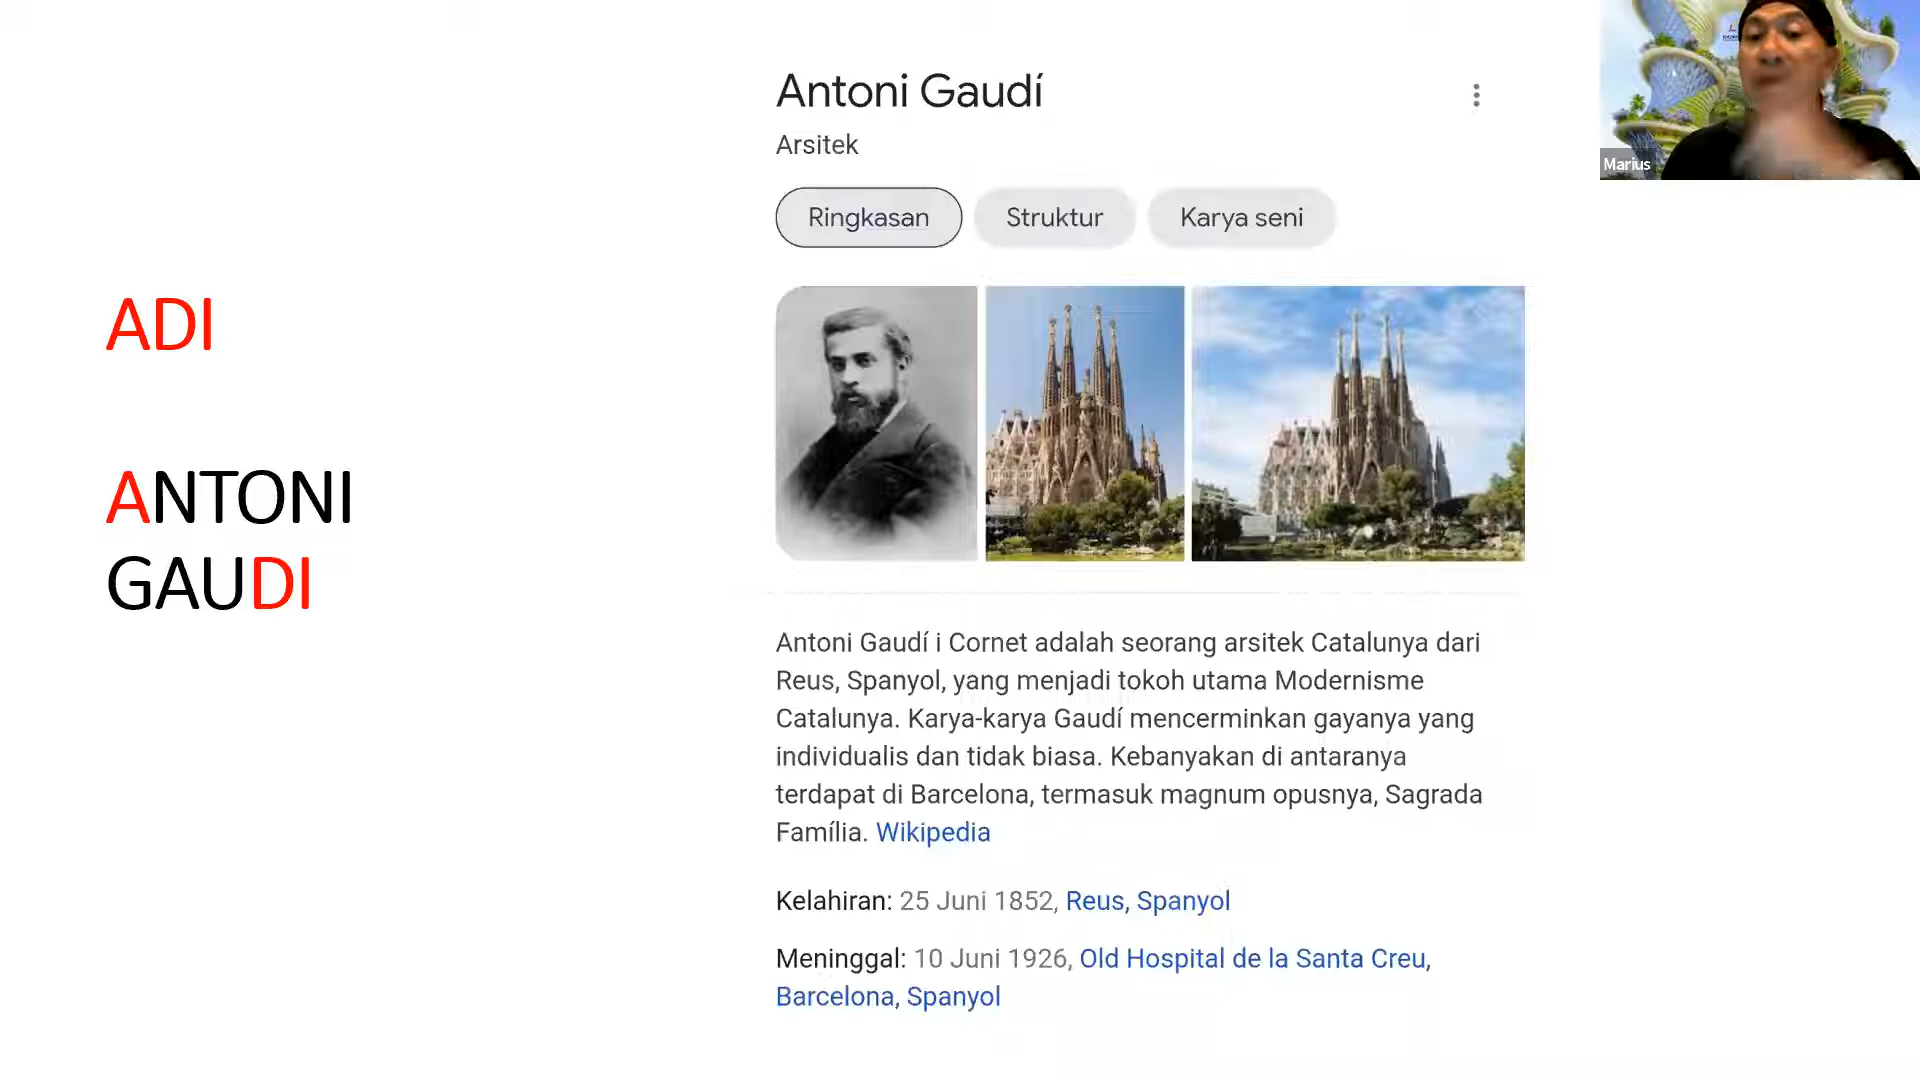 ADI
ANTONI
GAUDI
Antoni Gaudí
Arsitek
Ringkasan
Struktur
Karya seni
Antoni Gaudí i Cornet adalah seorang arsitek Catalunya dari
Reus, Spanyol, yang menjadi tokoh utama Modernisme
Catalunya. Karya-karya Gaudí mencerminkan gayanya yang
individualis dan tidak biasa. Kebanyakan di antaranya
terdapat di Barcelona, termasuk magnum opusnya, Sagrada
Família. Wikipedia
Kelahiran: 25 Juni 1852, Reus, Spanyol
Meninggal: 10 Juni 1926, Old Hospital de la Santa Creu,
Barcelona, Spanyol
Marius